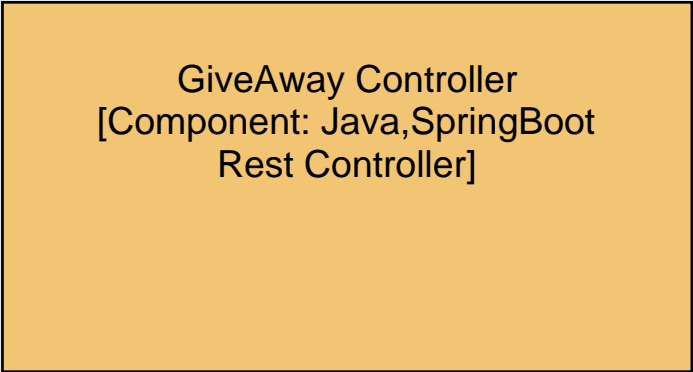 GiveAway Controller
[Component: Java,SpringBoot
Rest Controller]